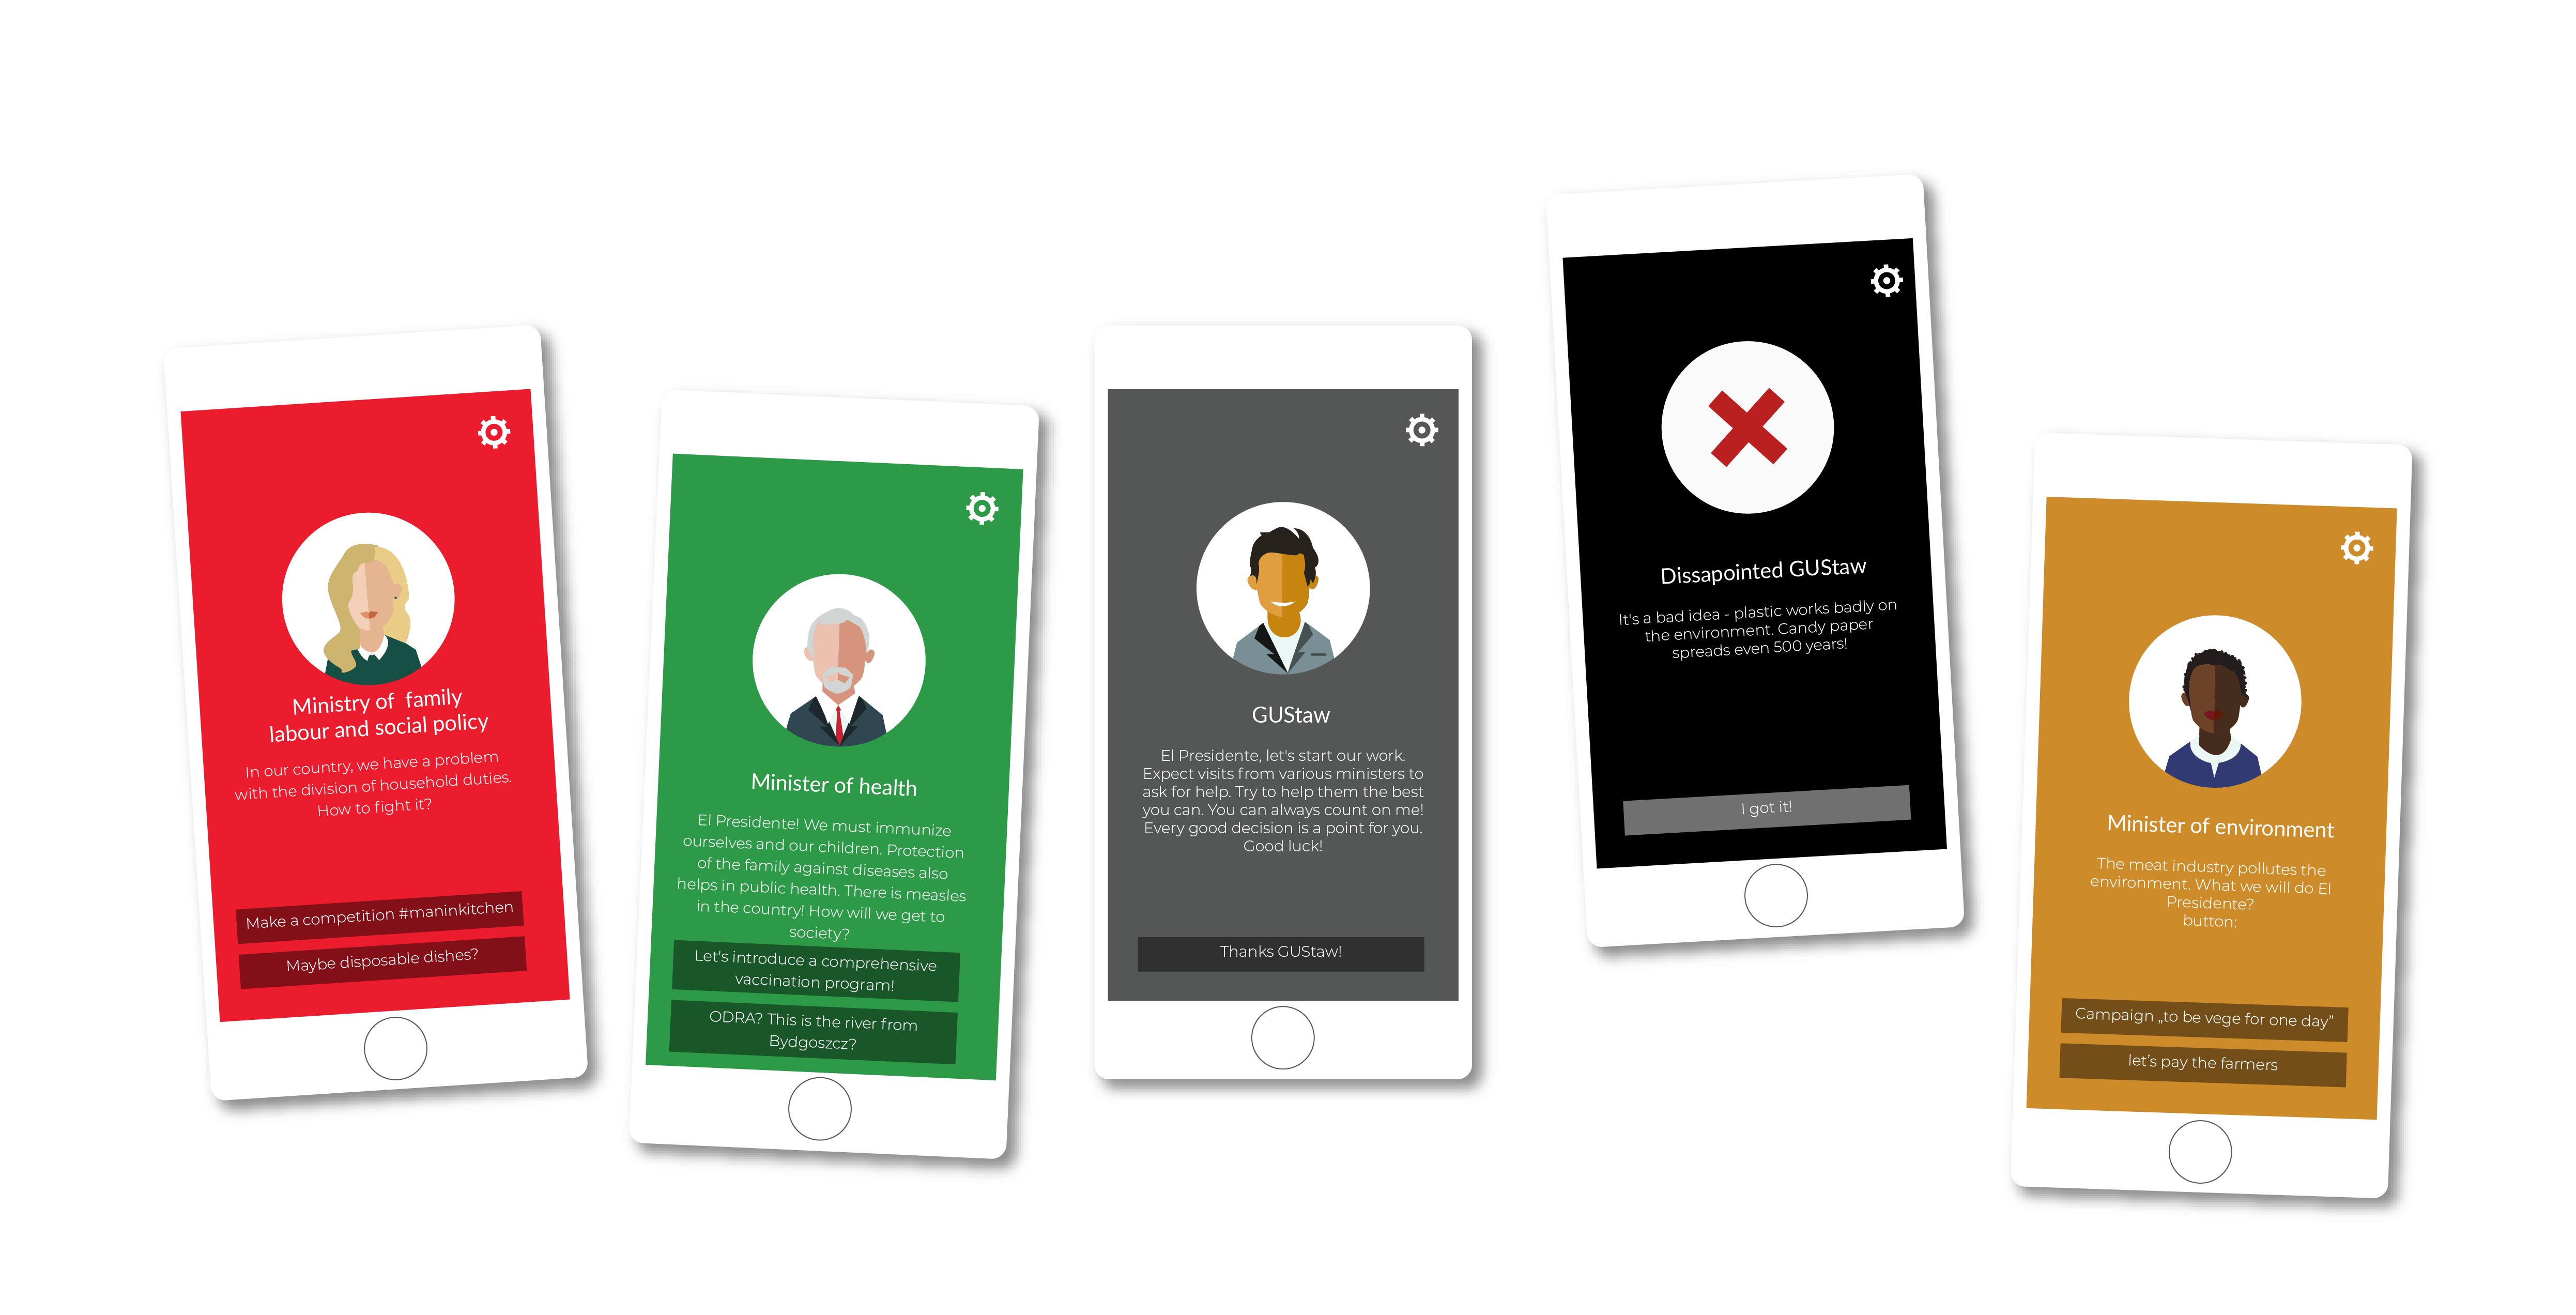 Ministry of  family
labour and social policy
In our country, we have a problem
with the division of household duties.
How to fight it?
Make a competition #maninkitchen
Maybe disposable dishes?
Minister of health
El Presidente! We must immunize
ourselves and our children. Protection
of the family against diseases also
helps in public health. There is measles
in the country! How will we get to
society?
Let's introduce a comprehensive
vaccination program!
ODRA? This is the river from
Bydgoszcz?
GUStaw
El Presidente, let's start our work.
Expect visits from various ministers to
ask for help. Try to help them the best
you can. You can always count on me!
Every good decision is a point for you.
Good luck!
Thanks GUStaw!
Dissapointed GUStaw
It's a bad idea - plastic works badly on
the environment. Candy paper
spreads even 500 years!
I got it!
Minister of environment
The meat industry pollutes the
environment. What we will do El
Presidente?
button:
Campaign „to be vege for one day”
let’s pay the farmers